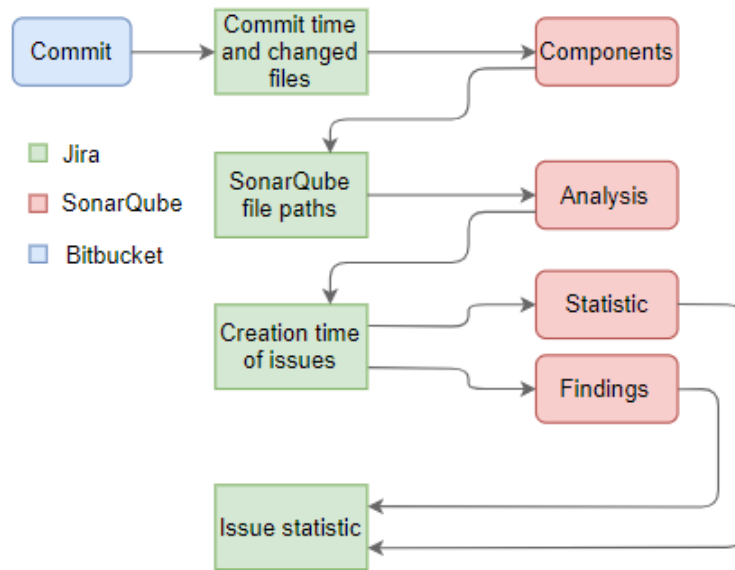 Commit
Commit time
and changed
files
Components
Jira
SonarQube
Bitbucket
SonarQube
file paths
Analysis
Creation time
of issues
Statistic
Findings
Issue statistic